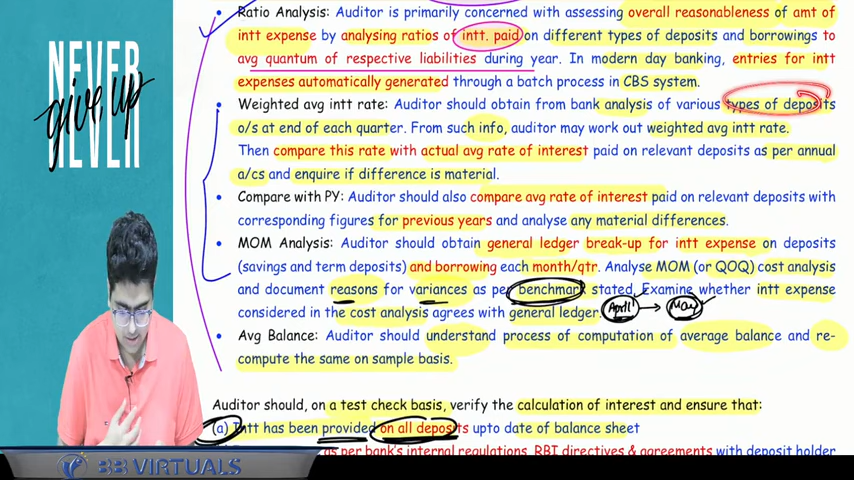 NEVER
give up
NEVER
• Ratio Analysis: Auditor is primarily concerned with assessing overall reasonableness of amt of
intt expense by analysing ratios of intt. paid on different types of deposits and borrowings to
avg quantum of respective liabilities during year. In modern day banking, entries for intt
expenses automatically generated through a batch process in CBS system.
• Weighted avg intt rate: Auditor should obtain from bank analysis of various types of deposits
o/s at end of each quarter. From such info, auditor may work out weighted avg intt rate.
Then compare this rate with actual avg rate of interest paid on relevant deposits as per annual
a/cs and enquire if difference is material.
• Compare with PY: Auditor should also compare avg rate of interest paid on relevant deposits with
corresponding figures for previous years and analyse any material differences.
• MOM Analysis: Auditor should obtain general ledger break-up for intt expense on deposits
(savings and term deposits) and borrowing each month/qtr. Analyse MOM (or QOQ) cost analysis
and document reasons for variances as per benchmark stated. Examine whether intt expense
considered in the cost analysis agrees with general ledger. April → May
• Avg Balance: Auditor should understand process of computation of average balance and re-
compute the same on sample basis.
Auditor should, on a test check basis, verify the calculation of interest and ensure that:
(a) Intt has been provided on all deposits upto date of balance sheet
as per bank's internal regulations, RBI directives & agreements with deposit holder
BB VIRTUALS